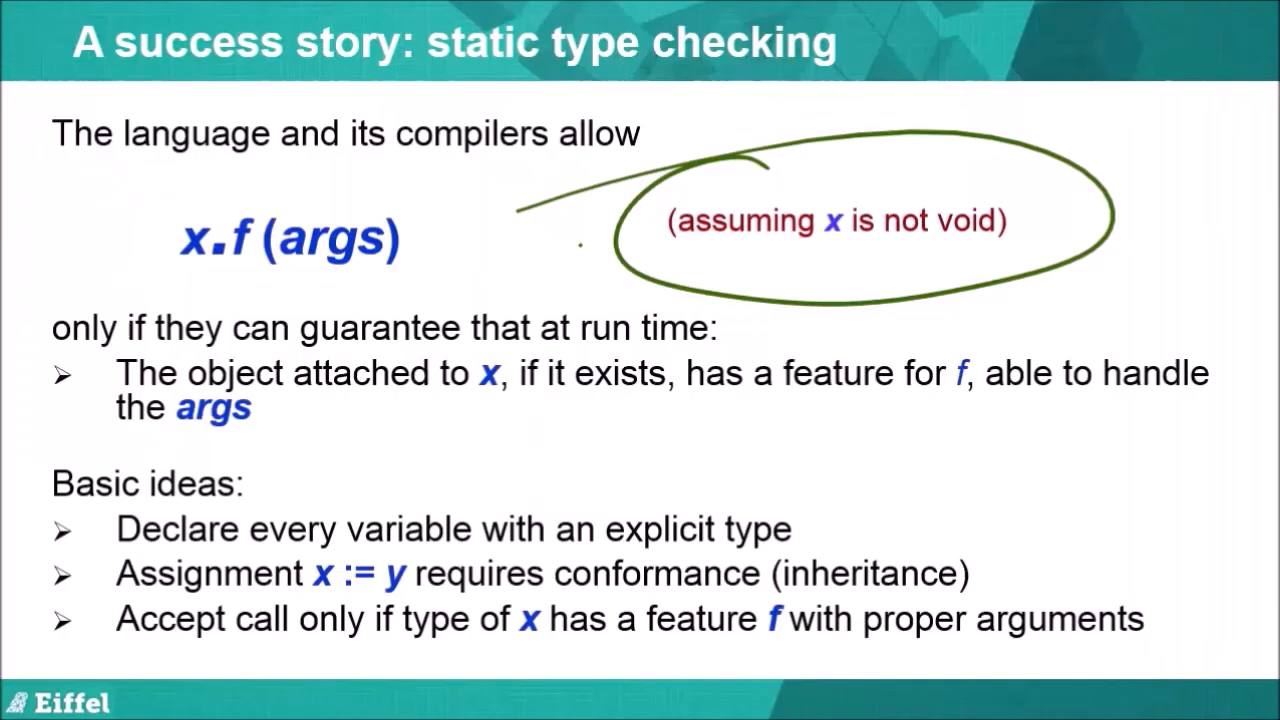 A success story: static type checking
The language and its compilers allow
x.f (args)
(assuming x is not void)
only if they can guarantee that at run time:
➢ The object attached to x, if it exists, has a feature for f, able to handle
the args
Basic ideas:
➢ Declare every variable with an explicit type
➢ Assignment x := y requires conformance (inheritance)
➢ Accept call only if type of x has a feature f with proper arguments
Eiffel